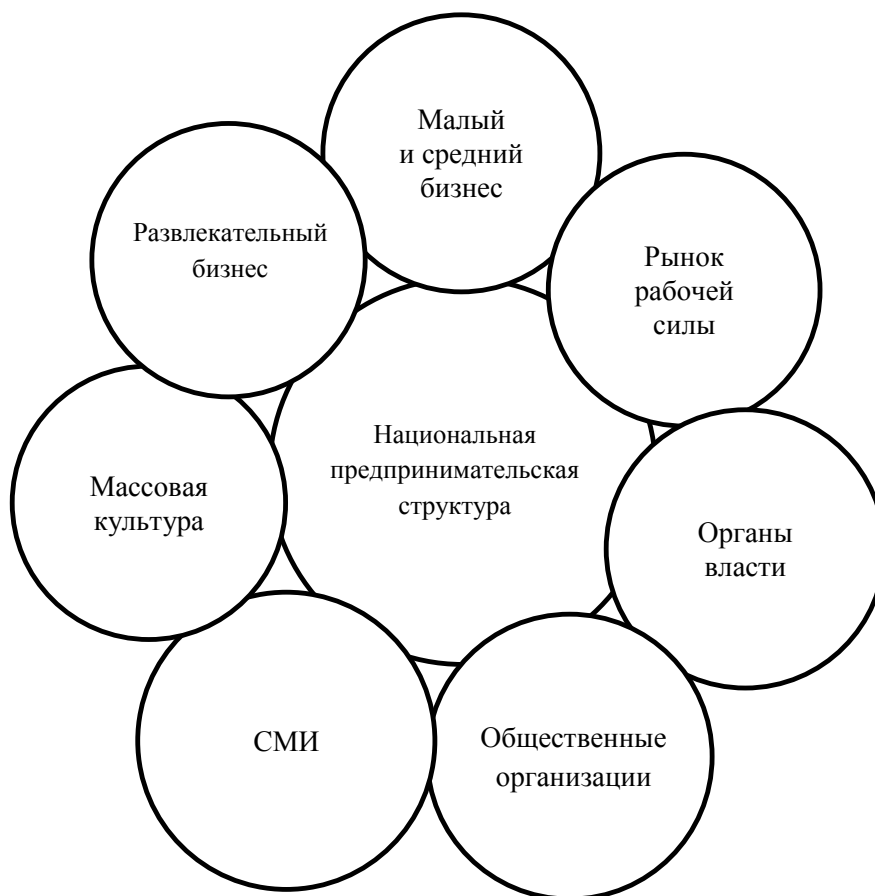 Малый
и средний
бизнес
Развлекательный
бизнес
Рынок
рабочей
силы
Национальная
предпринимательская
структура
Массовая
культура
Органы
власти
СМИ
Общественные
организации